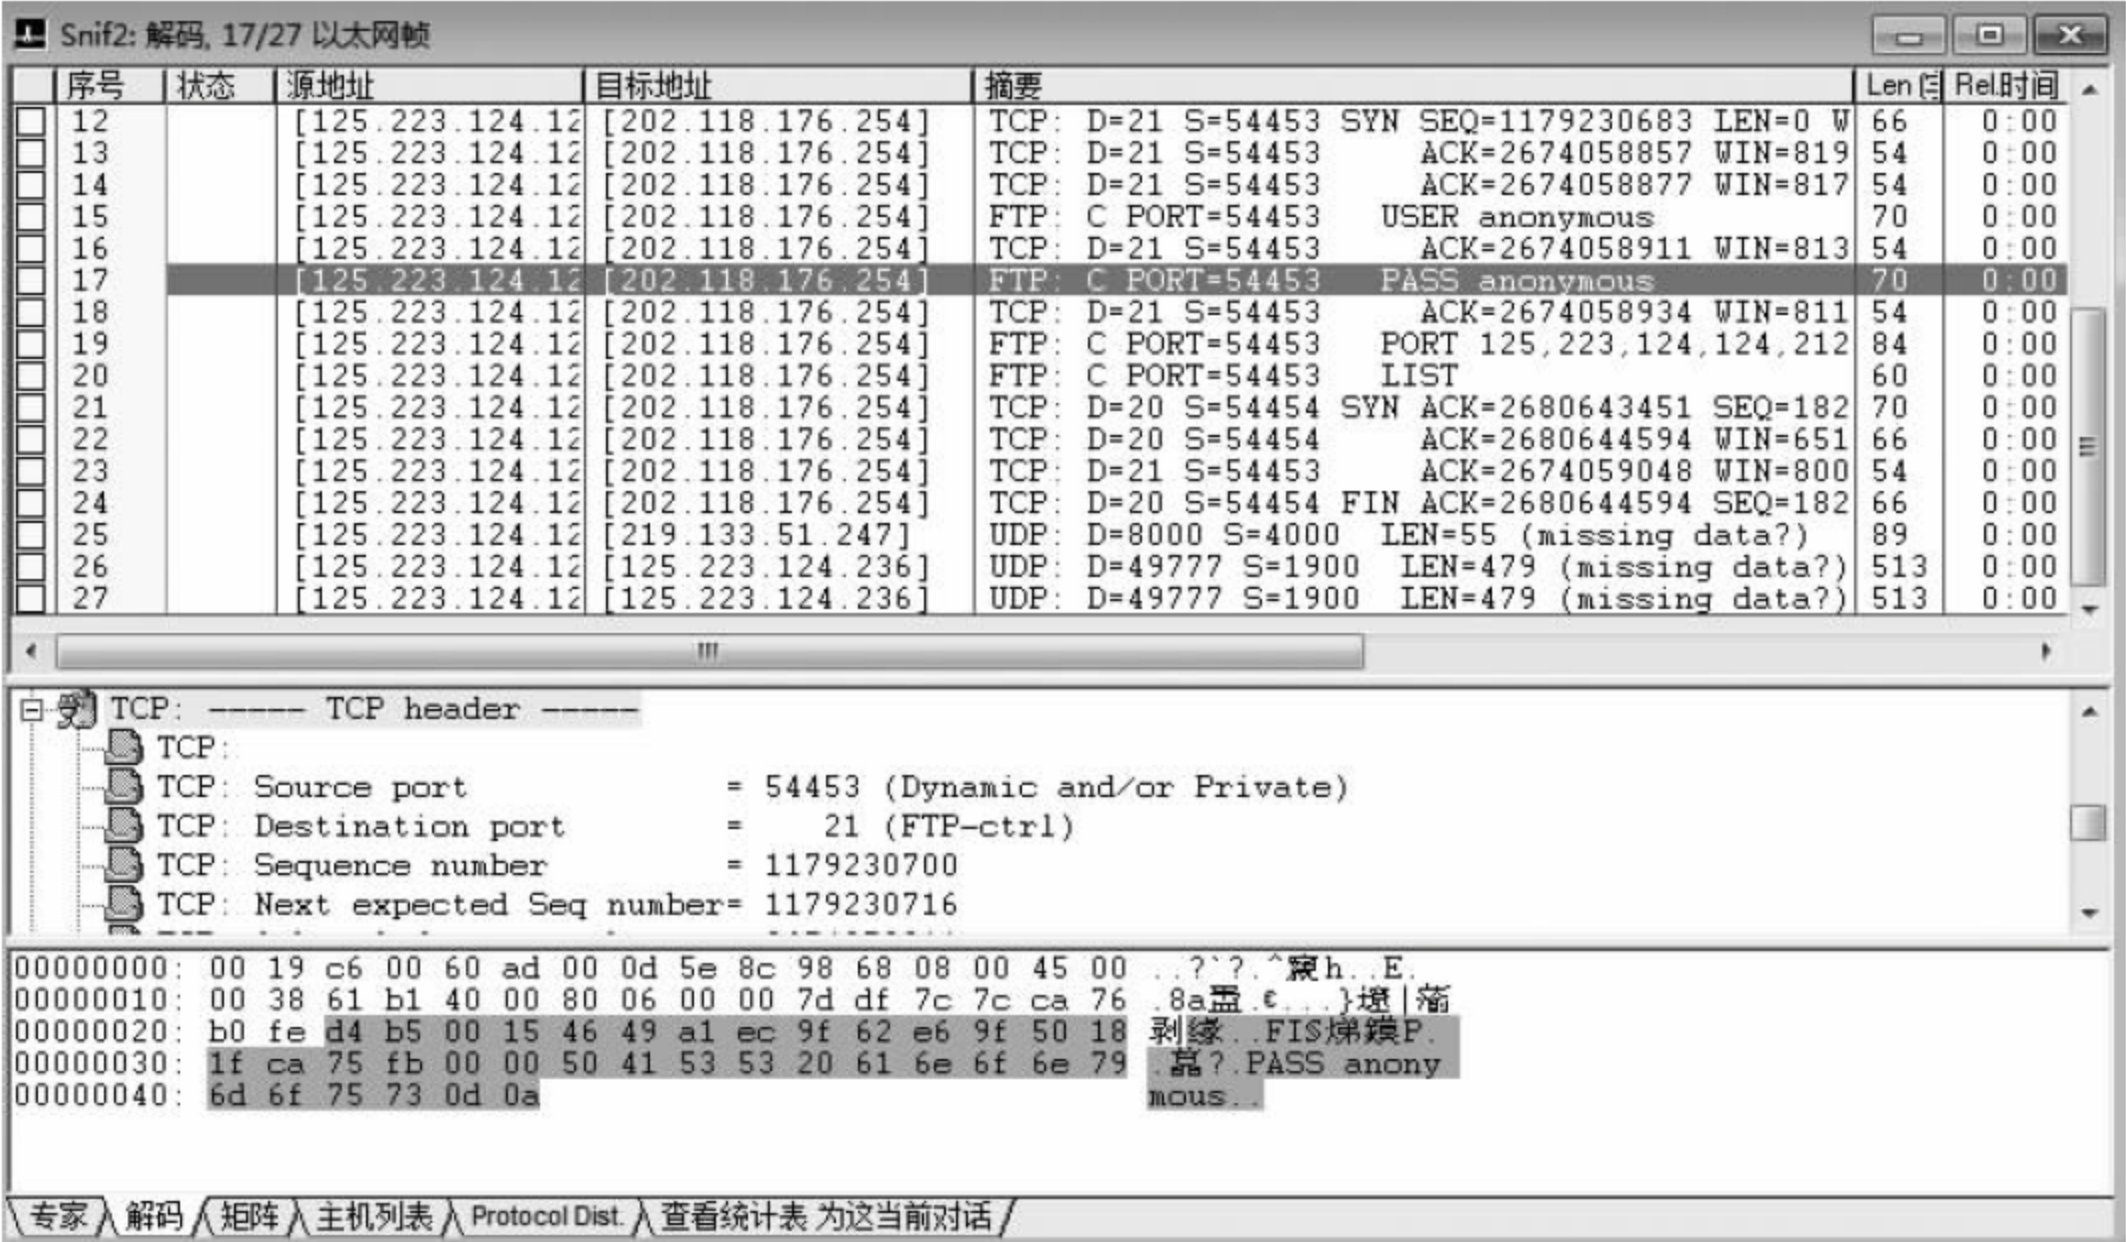 Snif2: 解码, 17/27 以太网帧
序号 状态 源地址 目标地址 摘要 Len [字 Rel.时间
12 [125.223.124.12 [202.118.176.254] TCP: D=21 S=54453 SYN SEQ=1179230683 LEN=0 W 66 0:00
13 [125.223.124.12 [202.118.176.254] TCP: D=21 S=54453 ACK=2674058857 WIN=819 54 0:00
14 [125.223.124.12 [202.118.176.254] TCP: D=21 S=54453 ACK=2674058877 WIN=817 54 0:00
15 [125.223.124.12 [202.118.176.254] FTP: C PORT=54453 USER anonymous 70 0:00
16 [125.223.124.12 [202.118.176.254] TCP: D=21 S=54453 ACK=2674058911 WIN=813 54 0:00
17 [125.223.124.12 [202.118.176.254] FTP: C PORT=54453 PASS anonymous 70 0:00
18 [125.223.124.12 [202.118.176.254] TCP: D=21 S=54453 ACK=2674058934 WIN=811 54 0:00
19 [125.223.124.12 [202.118.176.254] FTP: C PORT=54453 PORT 125,223,124,124,212 84 0:00
20 [125.223.124.12 [202.118.176.254] FTP: C PORT=54453 LIST 60 0:00
21 [125.223.124.12 [202.118.176.254] TCP: D=20 S=54454 SYN ACK=2680643451 SEQ=182 70 0:00
22 [125.223.124.12 [202.118.176.254] TCP: D=20 S=54454 ACK=2680644594 WIN=651 66 0:00
23 [125.223.124.12 [202.118.176.254] TCP: D=21 S=54453 ACK=2674059048 WIN=800 54 0:00
24 [125.223.124.12 [202.118.176.254] TCP: D=20 S=54454 FIN ACK=2680644594 SEQ=182 66 0:00
25 [125.223.124.12 [219.133.51.247] UDP: D=8000 S=4000 LEN=55 (missing data?) 89 0:00
26 [125.223.124.12 [125.223.124.236] UDP: D=49777 S=1900 LEN=479 (missing data?) 513 0:00
27 [125.223.124.12 [125.223.124.236] UDP: D=49777 S=1900 LEN=479 (missing data?) 513 0:00
TCP: ----- TCP header -----
TCP:
TCP: Source port = 54453 (Dynamic and/or Private)
TCP: Destination port = 21 (FTP-ctrl)
TCP: Sequence number = 1179230700
TCP: Next expected Seq number= 1179230716
00000000: 00 19 c6 00 60 ad 00 0d 5e 8c 98 68 08 00 45 00 ..?`?.^寱h..E.
00000010: 00 38 61 b1 40 00 80 06 00 00 7d df 7c 7c ca 76 .8a盄.€...}遼|蕍
00000020: b0 fe d4 b5 00 15 46 49 a1 ec 9f 62 e6 9f 50 18 剥缘..FI
00000030: 1f ca 75 fb 00 00 50 41 53 53 20 61 6e 6f 6e 79 PASS anony
00000040: 6d 6f 75 73 0d 0a mous..
专家 解码 矩阵 主机列表 Protocol Dist. 查看统计表 为这当前对话